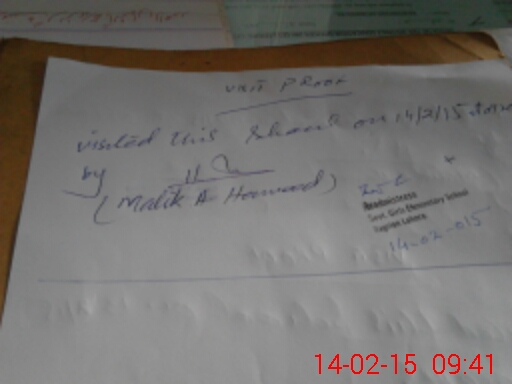 VISIT PROOF
visited this School on 14/2/15
by
(Malik A Hameed)
Headmistress
Govt. Girls Elementary School
Lahore
14-02-015
14-02-15 09:41